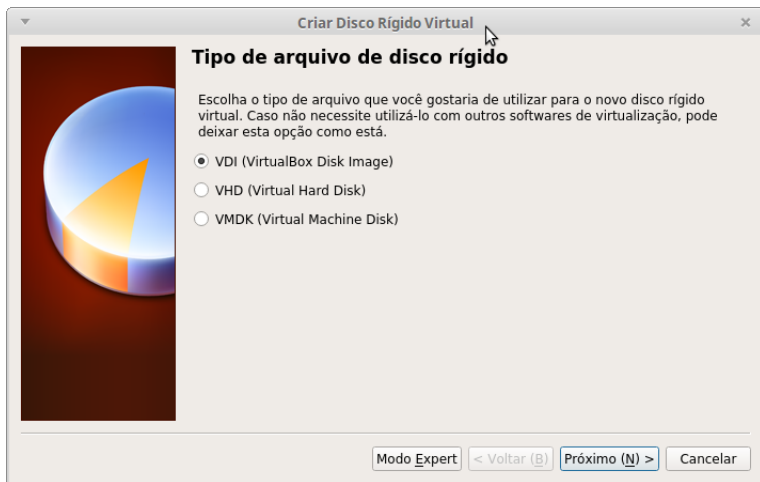 Criar Disco Rígido Virtual
Tipo de arquivo de disco rígido
Escolha o tipo de arquivo que você gostaria de utilizar para o novo disco rígido
virtual. Caso não necessite utilizá-lo com outros softwares de virtualização, pode
deixar esta opção como está.
VDI (VirtualBox Disk Image)
VHD (Virtual Hard Disk)
VMDK (Virtual Machine Disk)
Modo Expert < Voltar (B) Próximo (N) > Cancelar